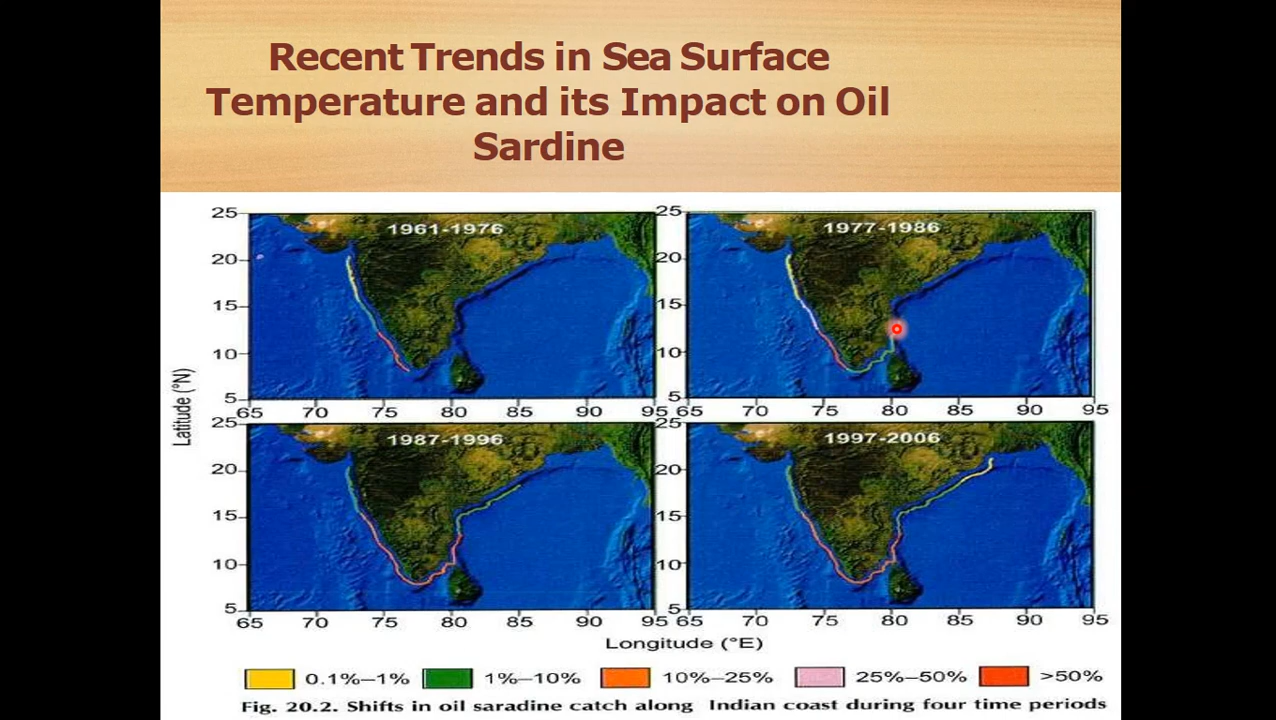 Recent Trends in Sea Surface
Temperature and its Impact on Oil
Sardine
1961-1976
1977-1986
25
20
15
10
5
65 70 75 80 85 90 95
25
20
15
10
5
65 70 75 80 85 90 95
Latitude (°N)
1987-1996
1997-2006
25
20
15
10
5
65 70 75 80 85 90 95
25
20
15
10
5
65 70 75 80 85 90 95
Longitude (°E)
0.1%–1% 1%–10% 10%–25% 25%–50% >50%
Fig. 20.2. Shifts in oil saradine catch along Indian coast during four time periods